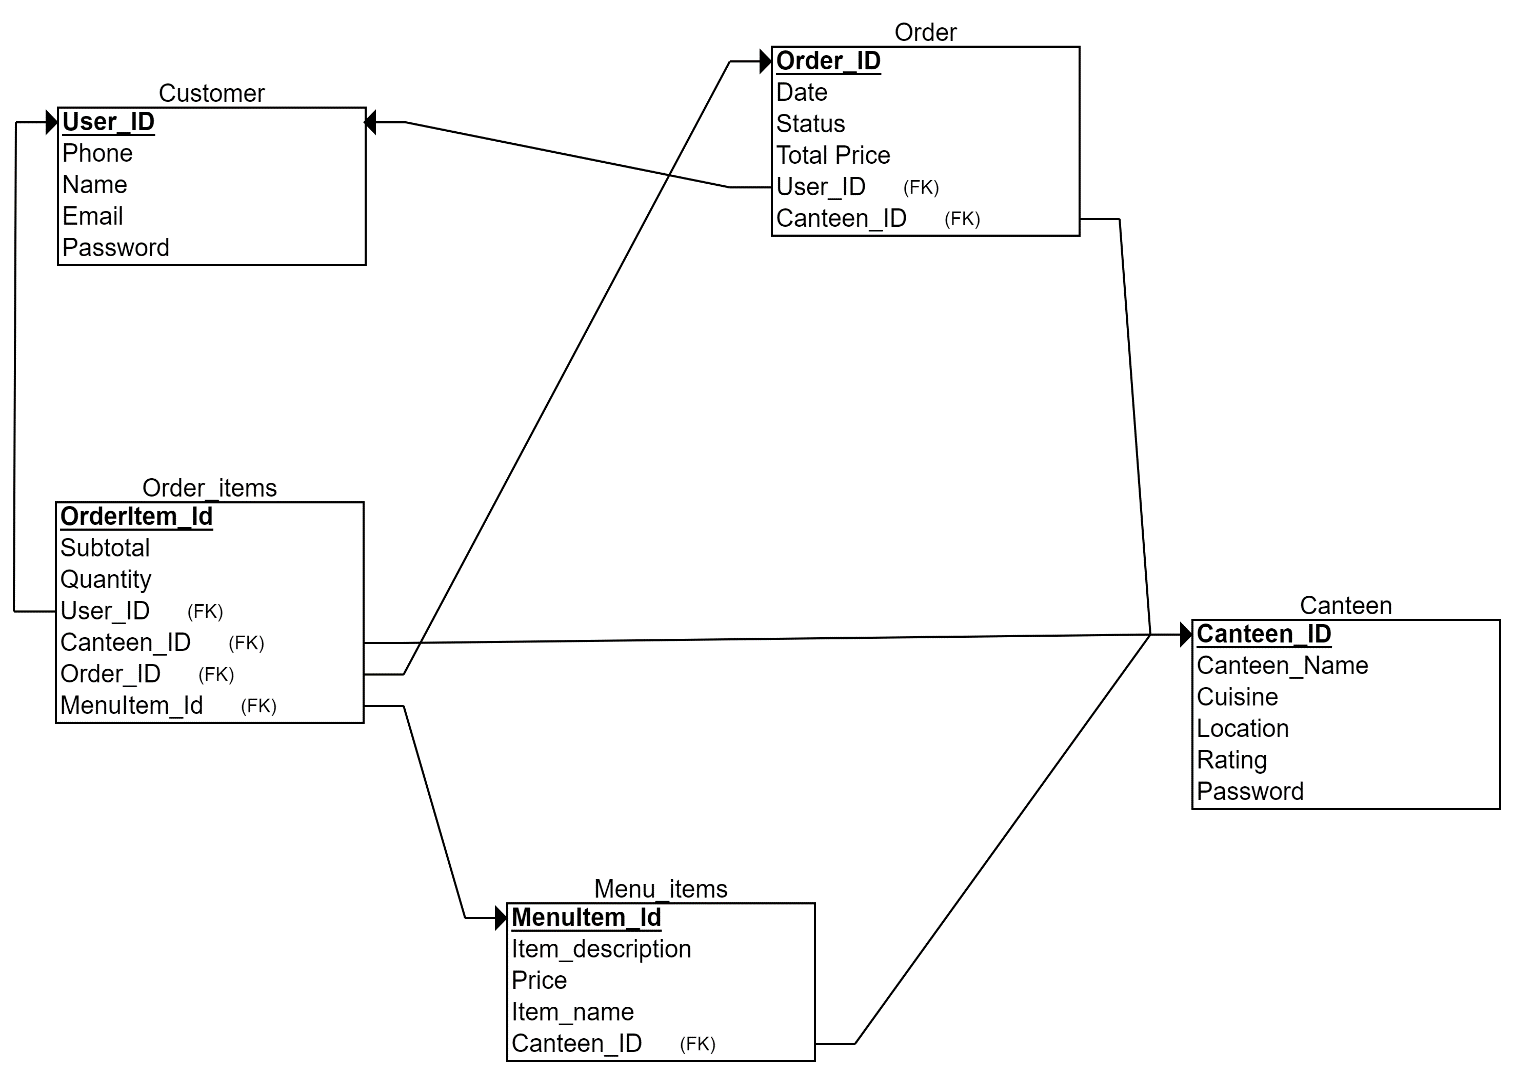 Order
Order_ID
Date
Status
Total Price
User_ID (FK)
Canteen_ID (FK)
Customer
User_ID
Phone
Name
Email
Password
Order_items
OrderItem_Id
Subtotal
Quantity
User_ID (FK)
Canteen_ID (FK)
Order_ID (FK)
MenuItem_Id (FK)
Canteen
Canteen_ID
Canteen_Name
Cuisine
Location
Rating
Password
Menu_items
MenuItem_Id
Item_description
Price
Item_name
Canteen_ID (FK)